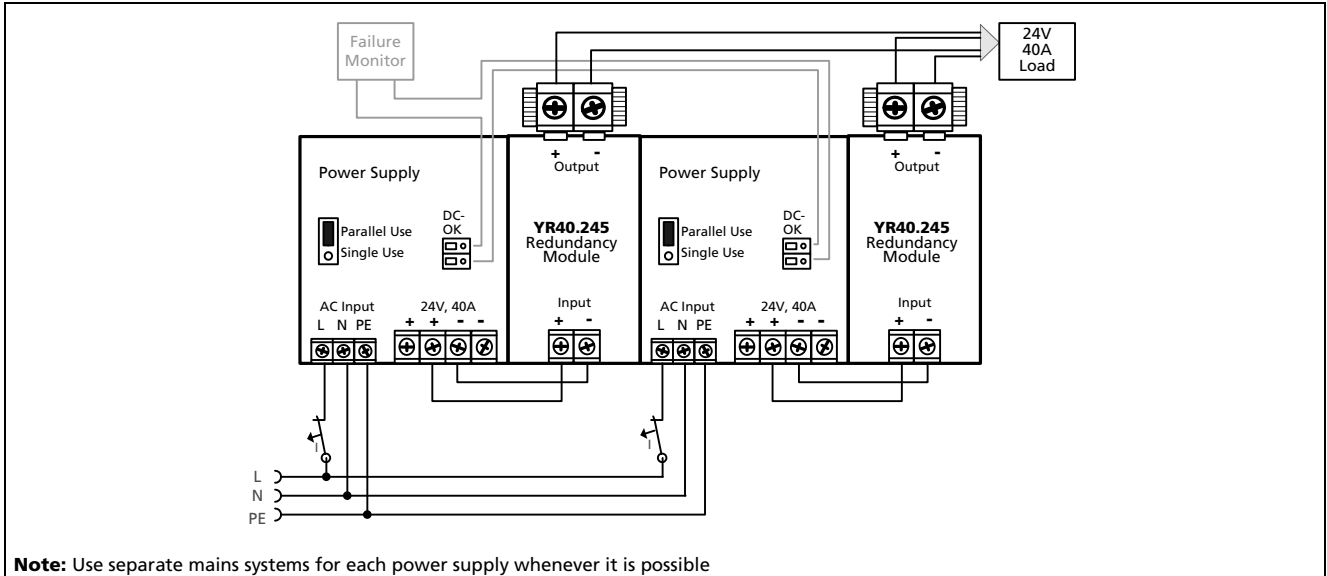 Failure
Monitor
24V
40A
Load
Power Supply
Parallel Use
Single Use
DC-
OK
AC Input
L N PE
24V, 40A
+ + - -
+ -
Output
YR40.245
Redundancy
Module
Input
+ -
Power Supply
Parallel Use
Single Use
DC-
OK
AC Input
L N PE
24V, 40A
+ + - -
+ -
Output
YR40.245
Redundancy
Module
Input
+ -
I
I
L
N
PE
Note: Use separate mains systems for each power supply whenever it is possible